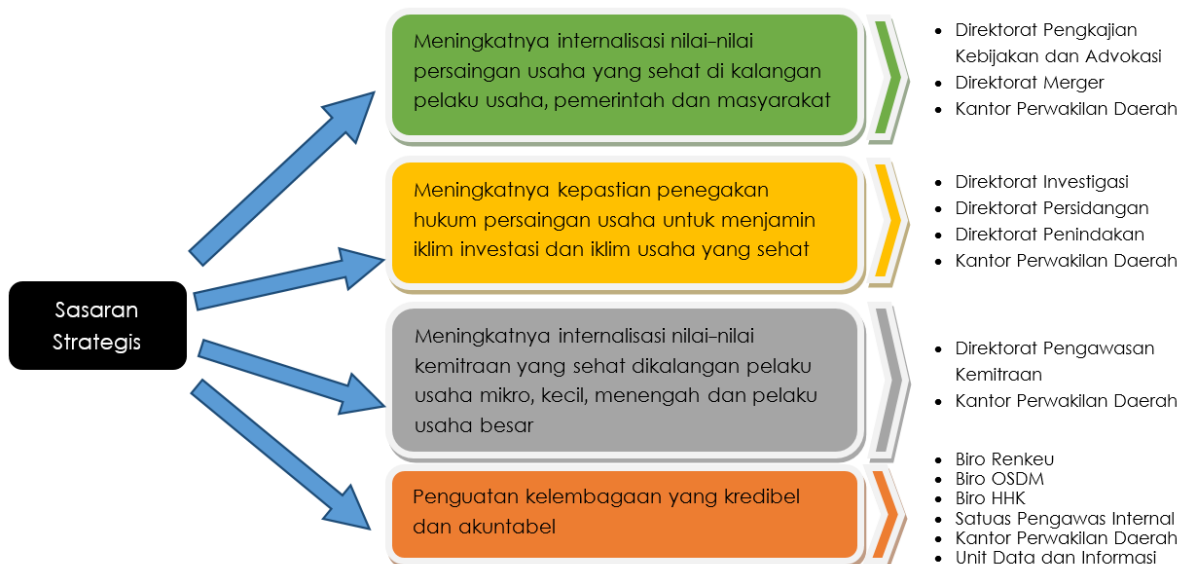 Sasaran
Strategis
Meningkatnya internalisasi nilai-nilai
persaingan usaha yang sehat di kalangan
pelaku usaha, pemerintah dan masyarakat
• Direktorat Pengkajian
Kebijakan dan Advokasi
• Direktorat Merger
• Kantor Perwakilan Daerah
Meningkatnya kepastian penegakan
hukum persaingan usaha untuk menjamin
iklim investasi dan iklim usaha yang sehat
• Direktorat Investigasi
• Direktorat Persidangan
• Direktorat Penindakan
• Kantor Perwakilan Daerah
Meningkatnya internalisasi nilai-nilai
kemitraan yang sehat dikalangan pelaku
usaha mikro, kecil, menengah dan pelaku
usaha besar
• Direktorat Pengawasan
Kemitraan
• Kantor Perwakilan Daerah
Penguatan kelembagaan yang kredibel
dan akuntabel
• Biro Renkeu
• Biro OSDM
• Biro HHK
• Satuas Pengawas Internal
• Kantor Perwakilan Daerah
• Unit Data dan Informasi